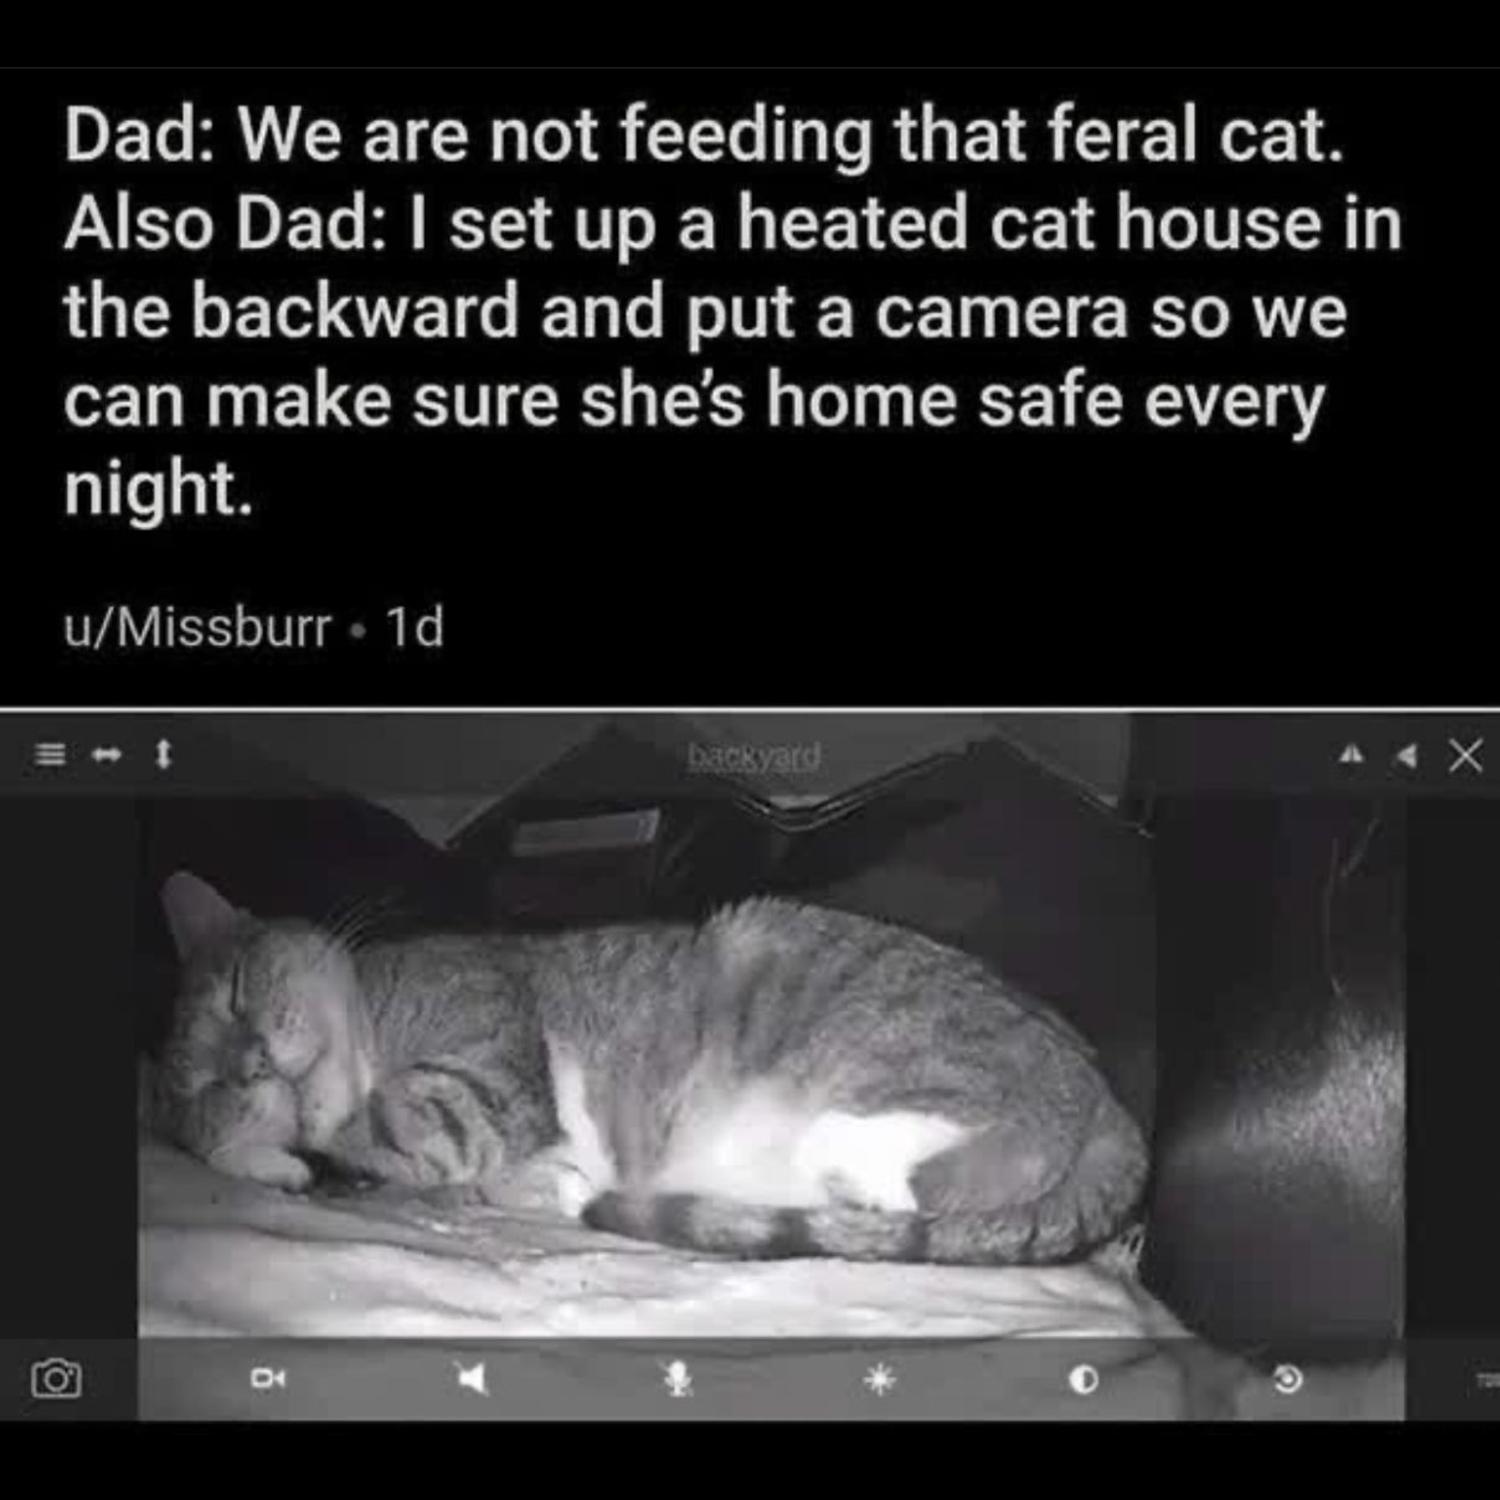 Dad: We are not feeding that feral cat.
Also Dad: I set up a heated cat house in
the backward and put a camera so we
can make sure she's home safe every
night.
u/Missburr • 1d
backyard